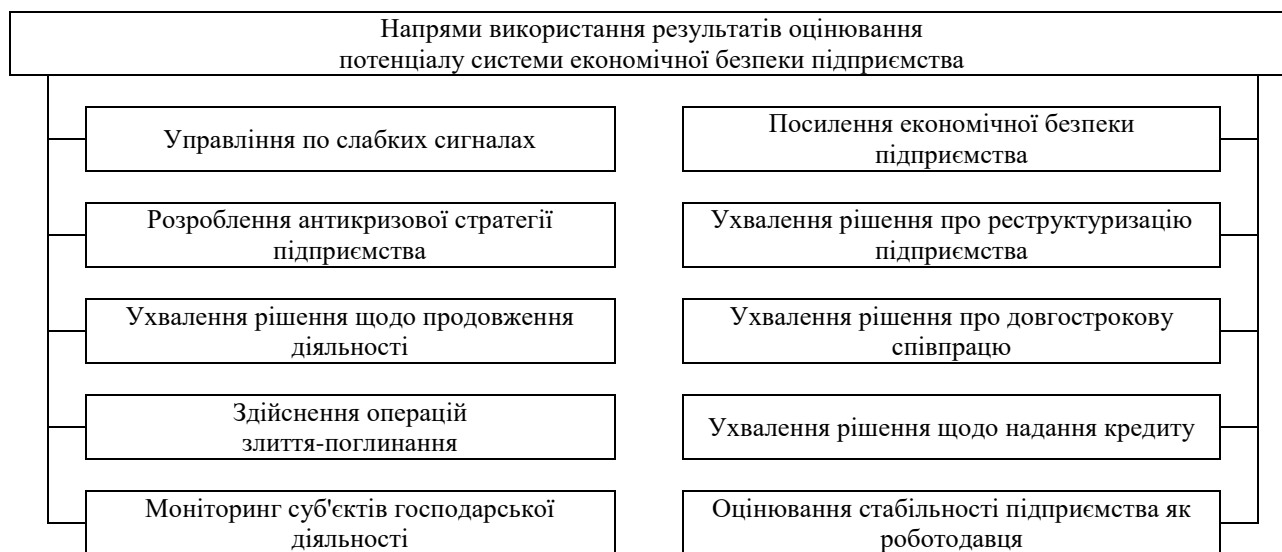 Напрями використання результатів оцінювання
потенціалу системи економічної безпеки підприємства
Управління по слабких сигналах
Розроблення антикризової стратегії
підприємства
Ухвалення рішення щодо продовження
діяльності
Здійснення операцій
злиття-поглинання
Моніторинг суб'єктів господарської
діяльності
Посилення економічної безпеки
підприємства
Ухвалення рішення про реструктуризацію
підприємства
Ухвалення рішення про довгострокову
співпрацю
Ухвалення рішення щодо надання кредиту
Оцінювання стабільності підприємства як
роботодавця